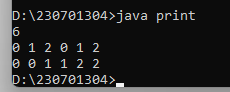 D:\230701304>java print
6
0 1 2 0 1 2
0 0 1 1 2 2
D:\230701304>